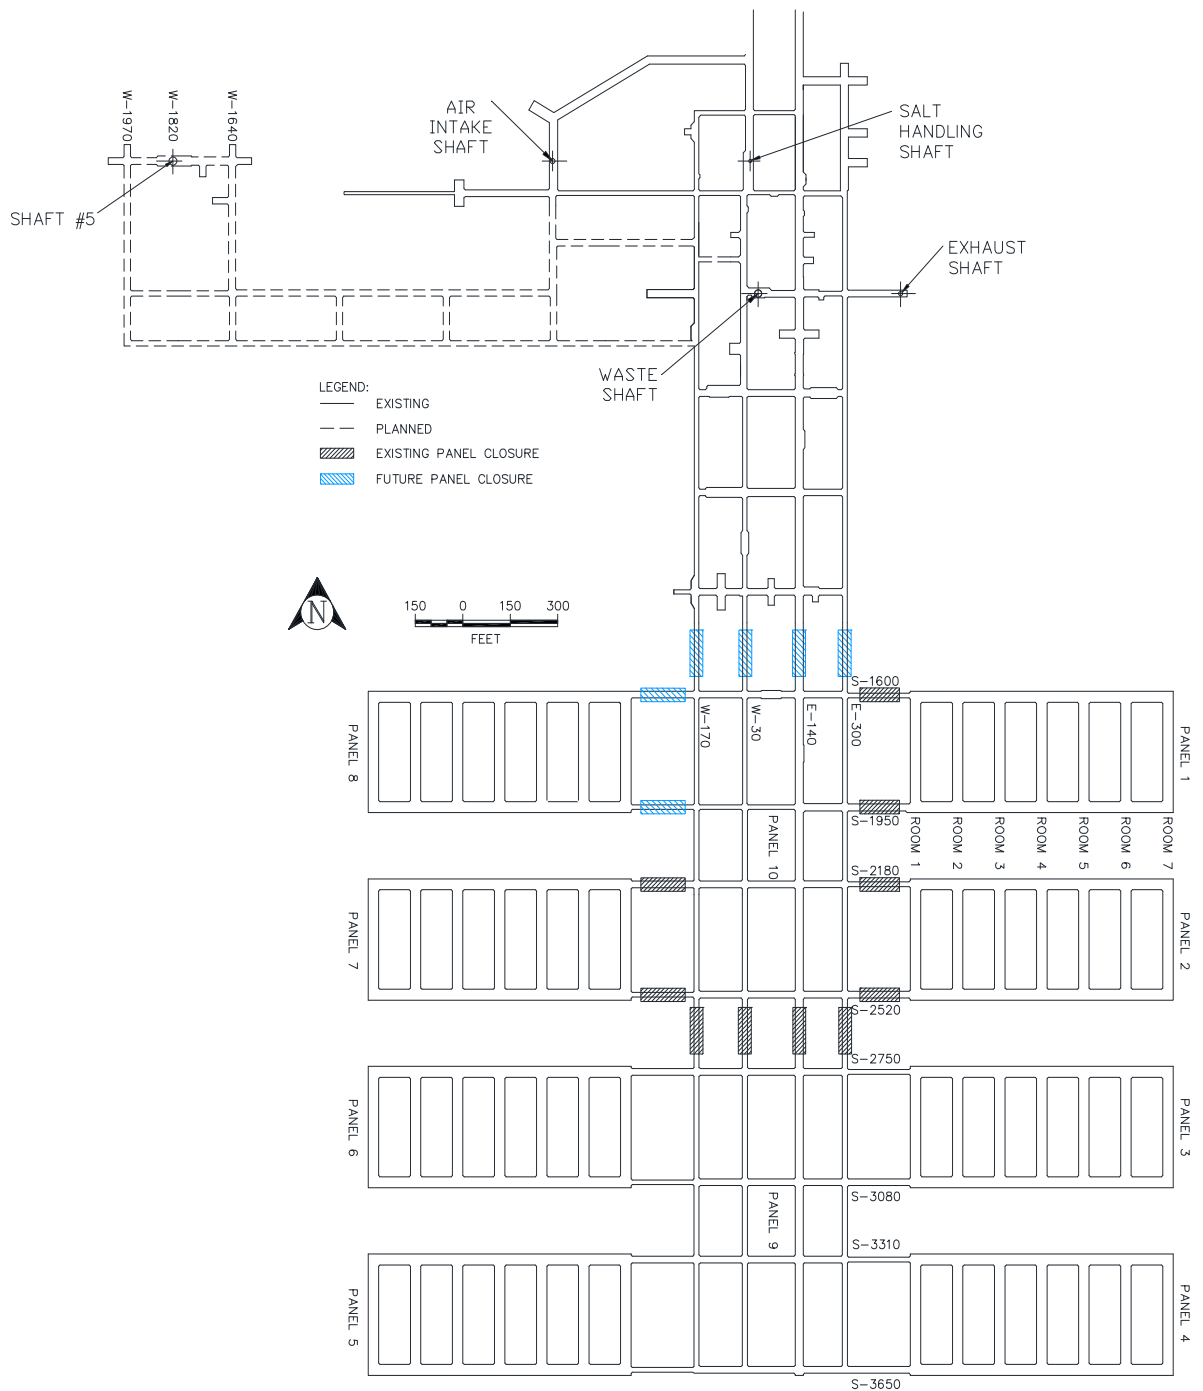 W-1970
W-1820
W-1640
AIR
INTAKE
SHAFT
SALT
HANDLING
SHAFT
SHAFT #5
EXHAUST
SHAFT
WASTE
SHAFT
LEGEND:
EXISTING
PLANNED
EXISTING PANEL CLOSURE
FUTURE PANEL CLOSURE
N
150 0 150 300
FEET
S-1600
W-170
W-30
E-140
E-300
PANEL 8
PANEL 1
S-1950
PANEL 10
ROOM 1
ROOM 2
ROOM 3
ROOM 4
ROOM 5
ROOM 6
ROOM 7
S-2180
PANEL 7
PANEL 2
S-2520
S-2750
PANEL 6
PANEL 3
S-3080
PANEL 9
S-3310
PANEL 5
PANEL 4
S-3650